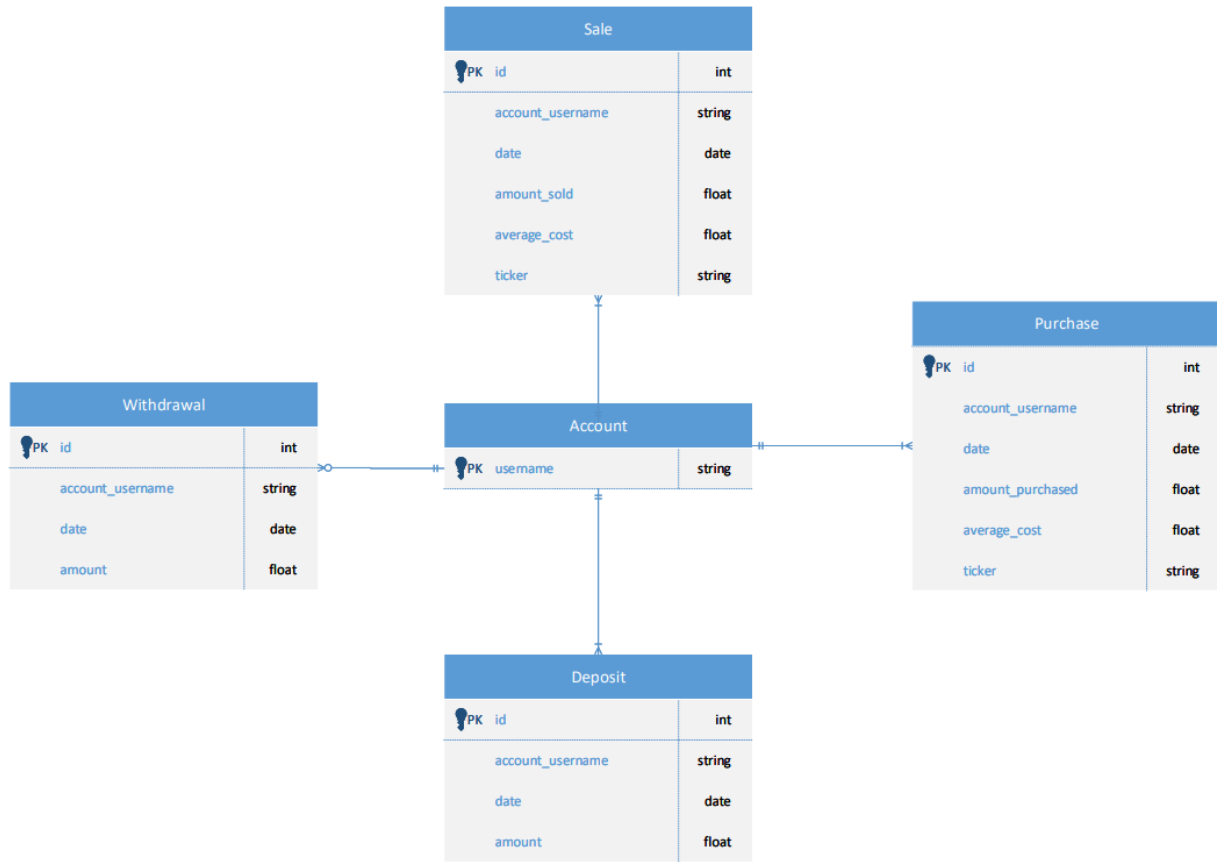 Sale
PK id int
account_username string
date date
amount_sold float
average_cost float
ticker string
Purchase
PK id int
account_username string
date date
amount_purchased float
average_cost float
ticker string
Withdrawal
PK id int
account_username string
date date
amount float
Account
PK username string
Deposit
PK id int
account_username string
date date
amount float